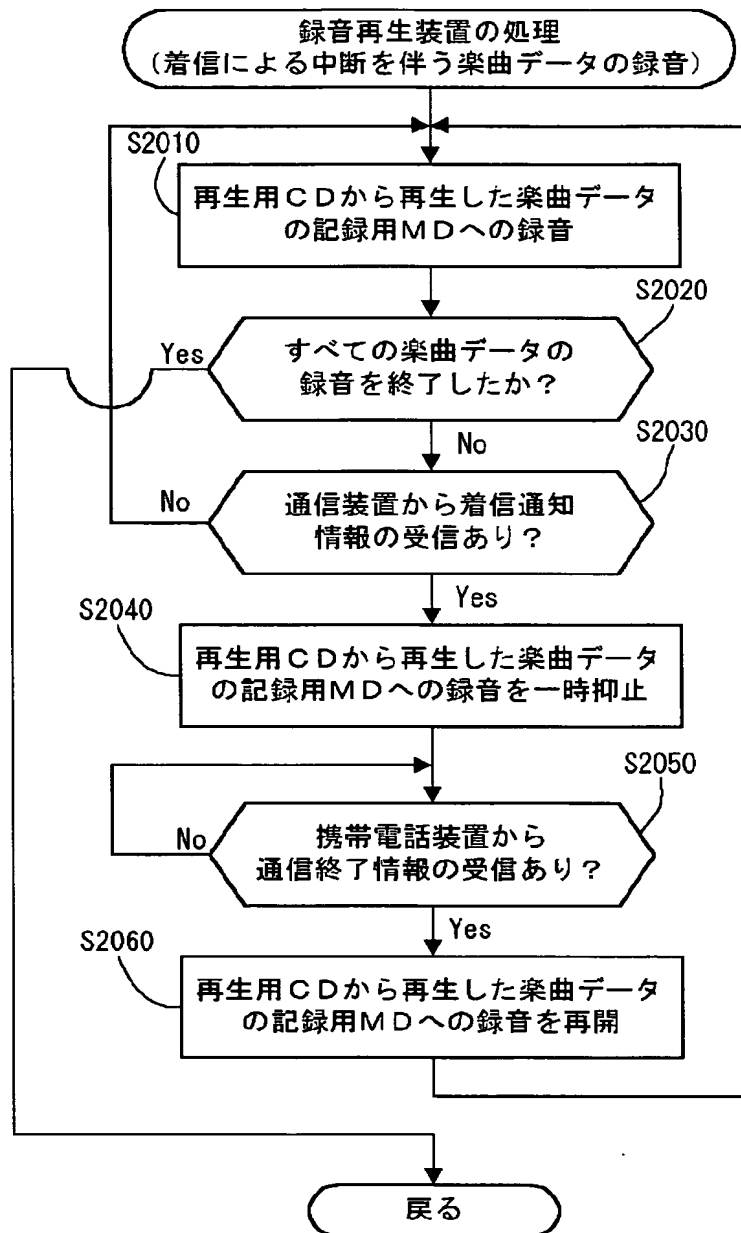 録音再生装置の処理
(着信による中断を伴う楽曲データの録音)
S2010
再生用ＣＤから再生した楽曲データ
の記録用ＭＤへの録音
S2020
Yes
すべての楽曲データの
録音を終了したか？
No
S2030
No
通信装置から着信通知
情報の受信あり？
Yes
S2040
再生用ＣＤから再生した楽曲データ
の記録用ＭＤへの録音を一時抑止
S2050
No
携帯電話装置から
通信終了情報の受信あり？
Yes
S2060
再生用ＣＤから再生した楽曲データ
の記録用ＭＤへの録音を再開
戻る